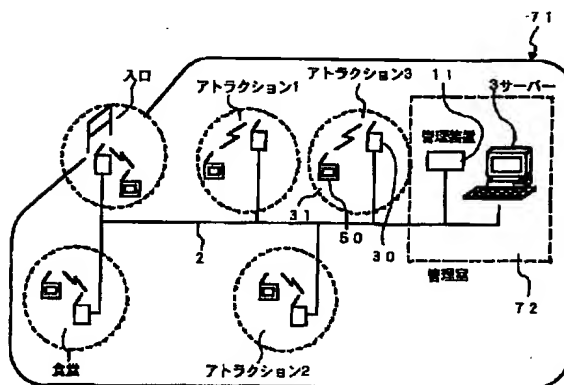 71
入口
アトラクション1
アトラクション3
11
3サーバー
管理装置
31
50
30
2
管理室
72
食堂
アトラクション2